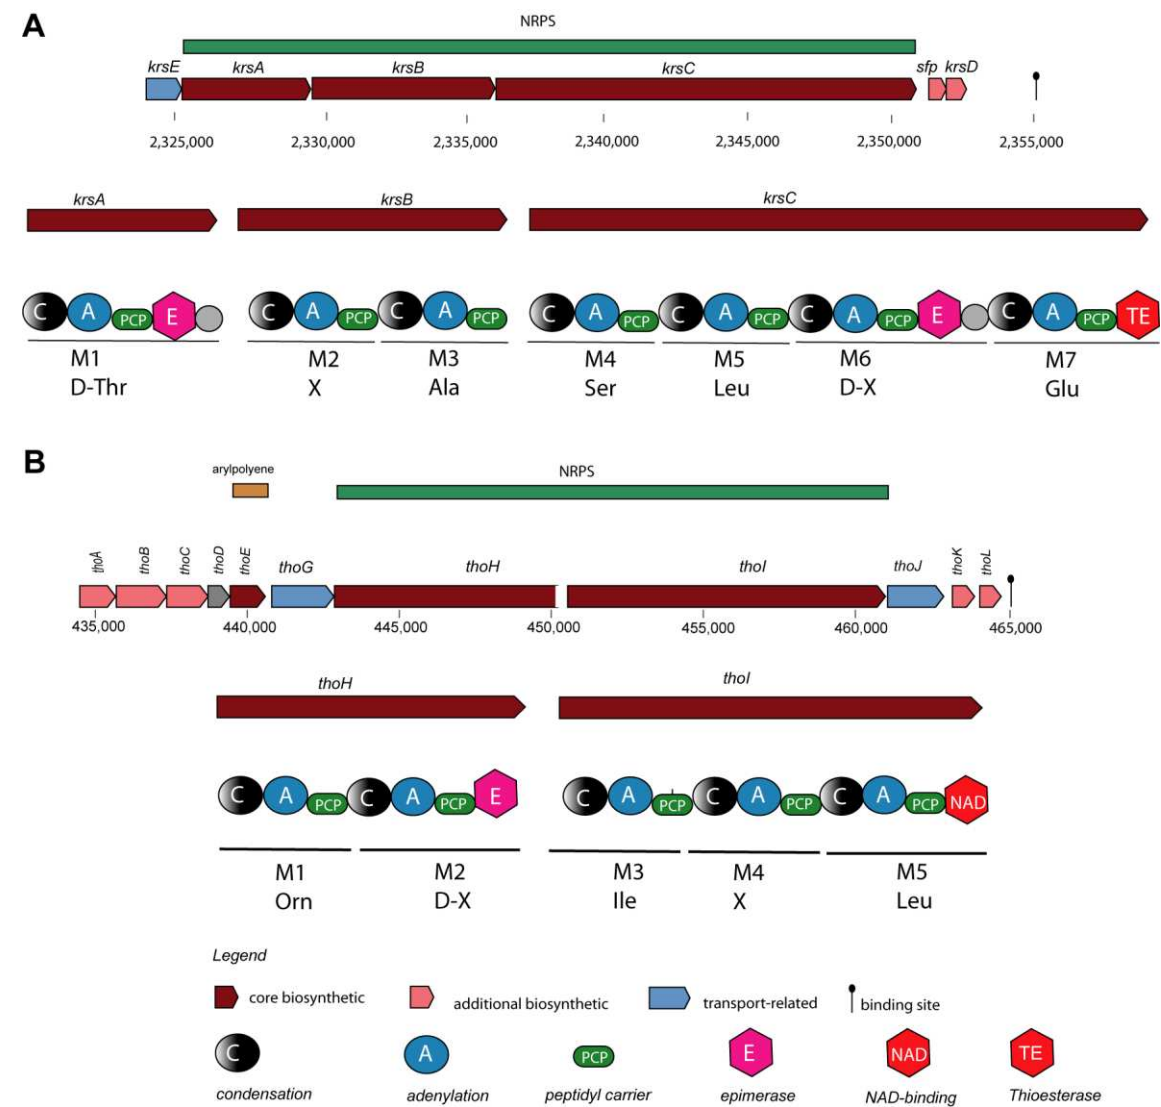 A
NRPS
krsE krsA krsB krsC sfp krsD
2,325,000 2,330,000 2,335,000 2,340,000 2,345,000 2,350,000 2,355,000
krsA krsB krsC
C A PCP E C A PCP C A PCP C A PCP C A PCP C A PCP E C A PCP TE
M1 M2 M3 M4 M5 M6 M7
D-Thr X Ala Ser Leu D-X Glu
B
arylpolyene NRPS
thoA thoB thoC thoD thoE thoG thoH thoI thoJ thoK thoL
435,000 440,000 445,000 450,000 455,000 460,000 465,000
thoH thoI
C A PCP C A PCP E C A PCP C A PCP C A PCP NAD
M1 M2 M3 M4 M5
Orn D-X Ile X Leu
Legend
core biosynthetic additional biosynthetic transport-related binding site
C A PCP E NAD TE
condensation adenylation peptidyl carrier epimerase NAD-binding Thioesterase